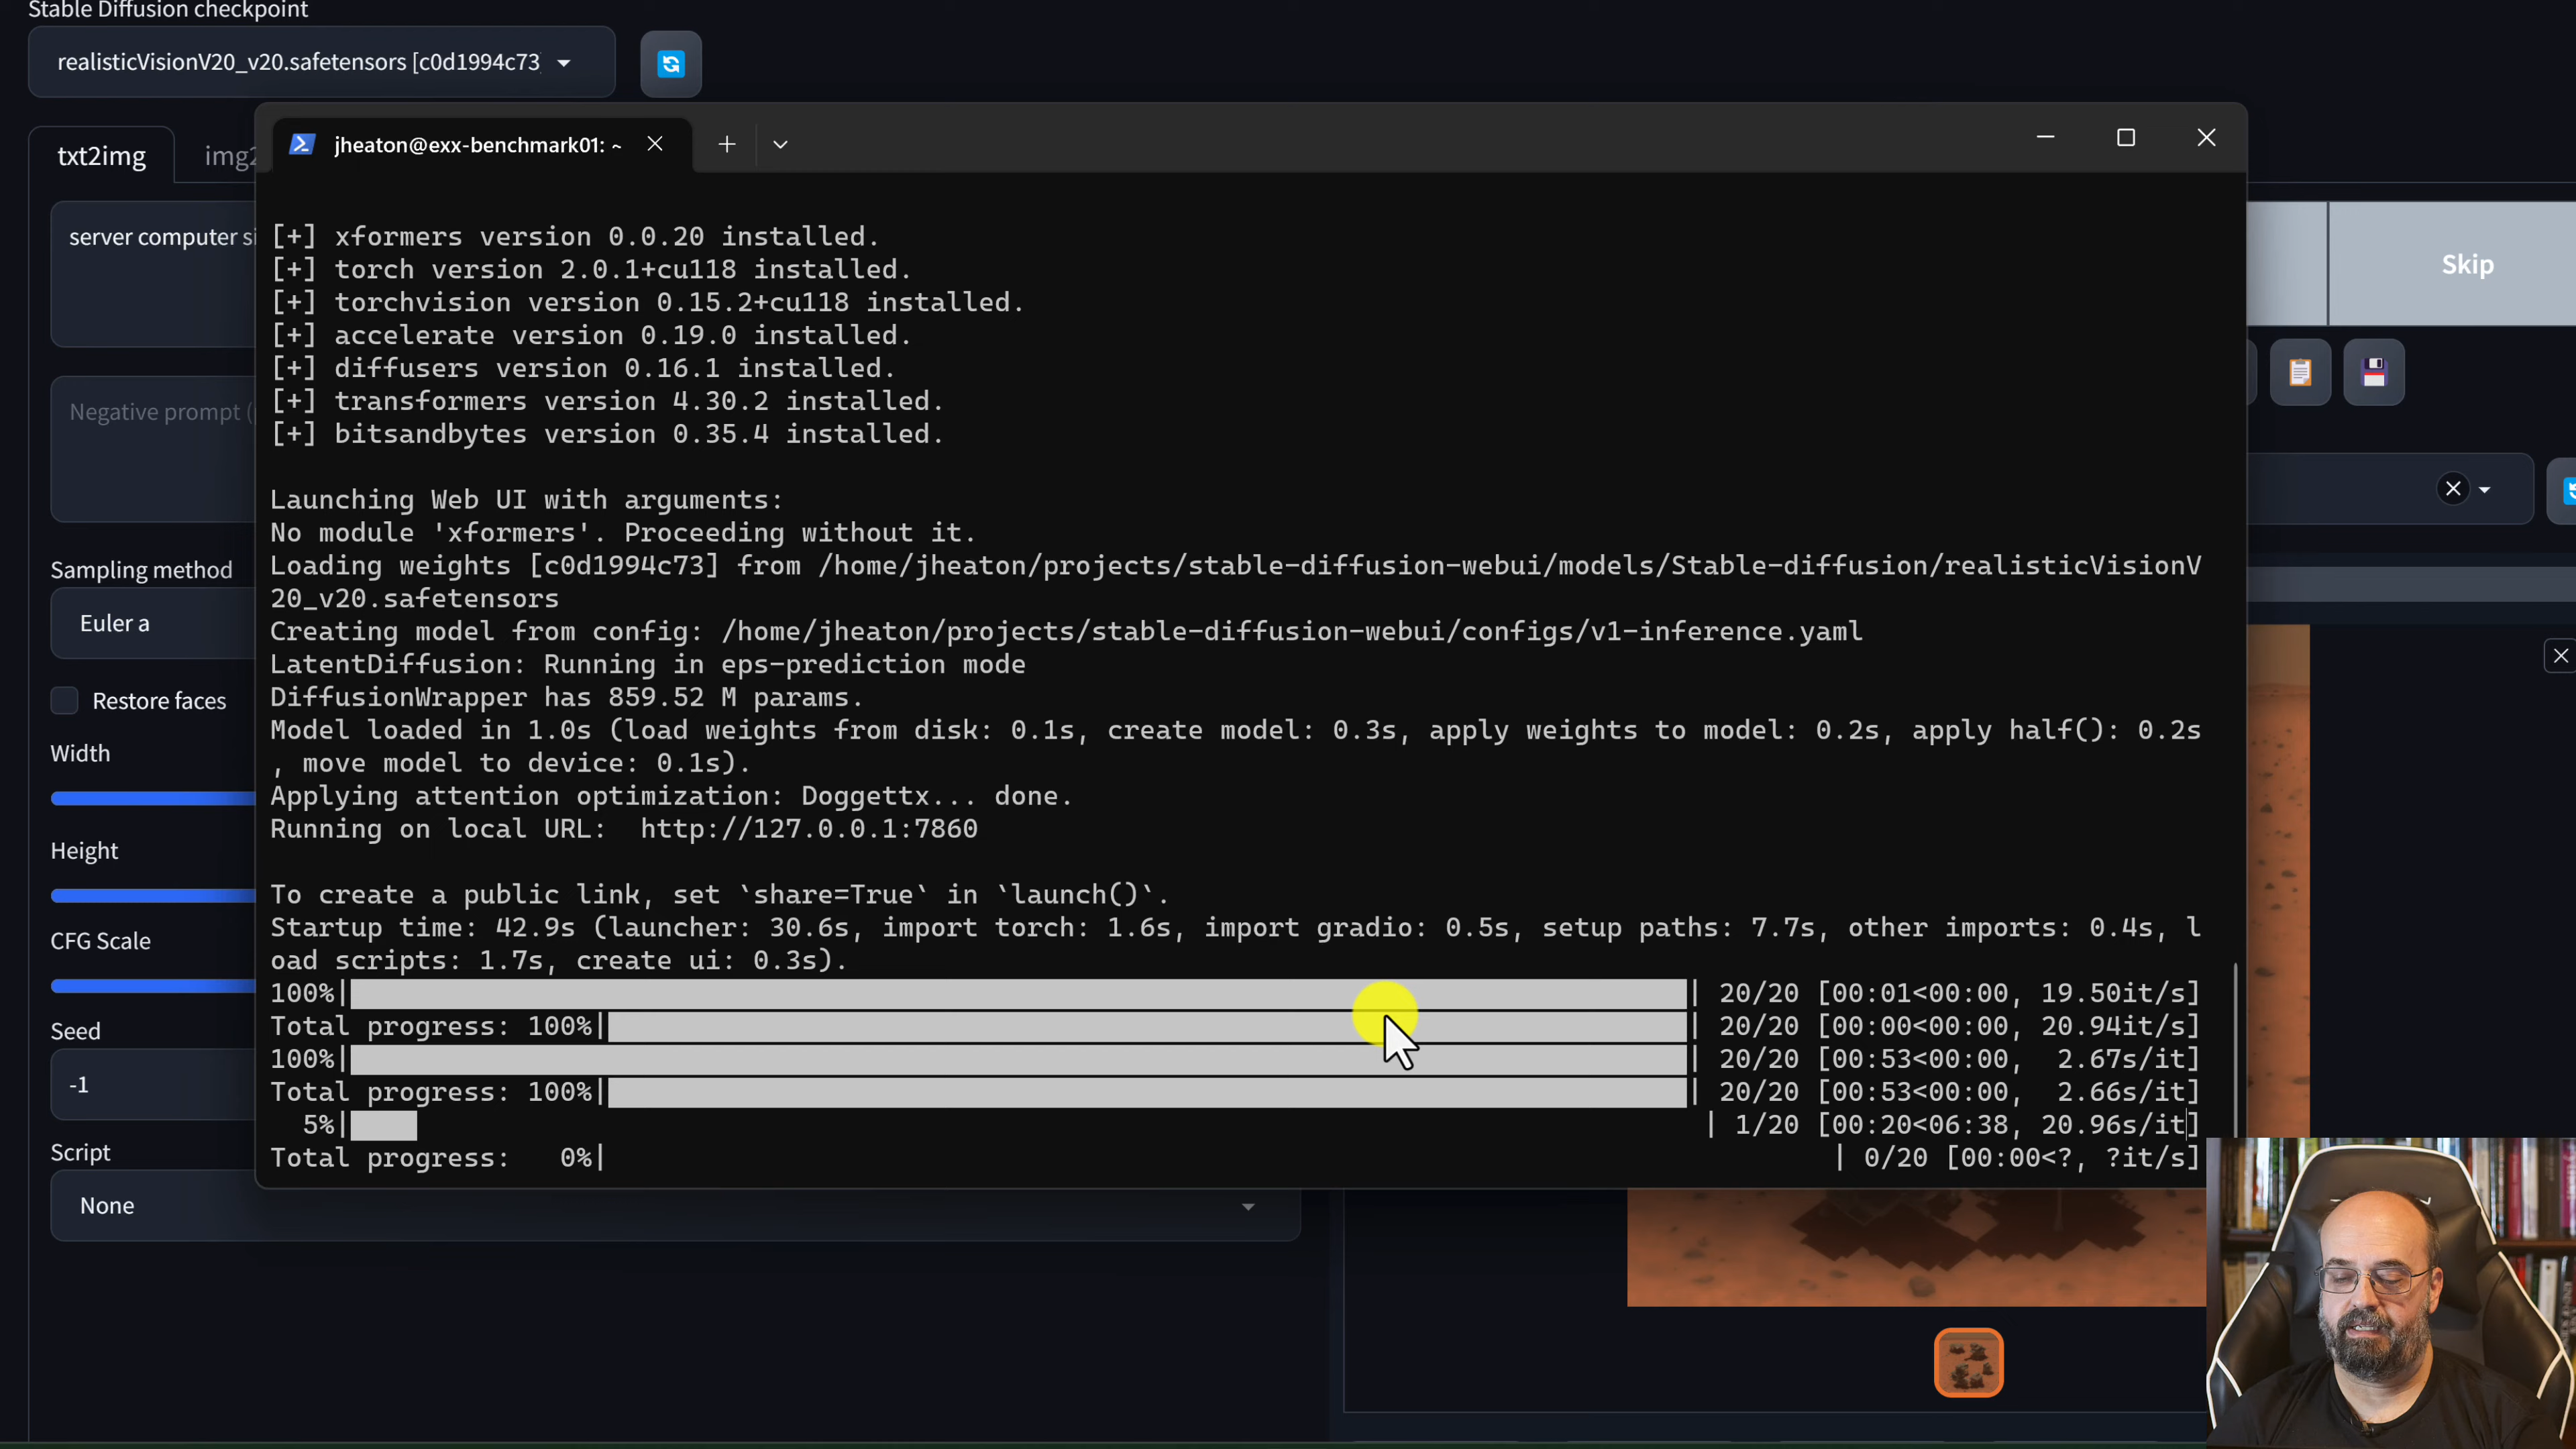 Stable Diffusion checkpoint
realisticVisionV20_v20.safetensors [c0d1994c73
jheaton@exx-benchmark01: ~
txt2img
img2
server computer si
Skip
Negative prompt (
[+] xformers version 0.0.20 installed.
[+] torch version 2.0.1+cu118 installed.
[+] torchvision version 0.15.2+cu118 installed.
[+] accelerate version 0.19.0 installed.
[+] diffusers version 0.16.1 installed.
[+] transformers version 4.30.2 installed.
[+] bitsandbytes version 0.35.4 installed.
Launching Web UI with arguments:
No module 'xformers'. Proceeding without it.
Loading weights [c0d1994c73] from /home/jheaton/projects/stable-diffusion-webui/models/Stable-diffusion/realisticVisionV
20_v20.safetensors
Creating model from config: /home/jheaton/projects/stable-diffusion-webui/configs/v1-inference.yaml
LatentDiffusion: Running in eps-prediction mode
DiffusionWrapper has 859.52 M params.
Model loaded in 1.0s (load weights from disk: 0.1s, create model: 0.3s, apply weights to model: 0.2s, apply half(): 0.2s
, move model to device: 0.1s).
Applying attention optimization: Doggettx... done.
Running on local URL:  http://127.0.0.1:7860
To create a public link, set `share=True` in `launch()`.
Startup time: 42.9s (launcher: 30.6s, import torch: 1.6s, import gradio: 0.5s, setup paths: 7.7s, other imports: 0.4s, l
oad scripts: 1.7s, create ui: 0.3s).
100%| | 20/20 [00:01<00:00, 19.50it/s]
Total progress: 100%| | 20/20 [00:00<00:00, 20.94it/s]
100%| | 20/20 [00:53<00:00,  2.67s/it]
Total progress: 100%| | 20/20 [00:53<00:00,  2.66s/it]
5%| | 1/20 [00:20<06:38, 20.96s/it]
Total progress:   0%| | 0/20 [00:00<?, ?it/s]
Sampling method
Euler a
Restore faces
Width
Height
CFG Scale
Seed
-1
Script
None